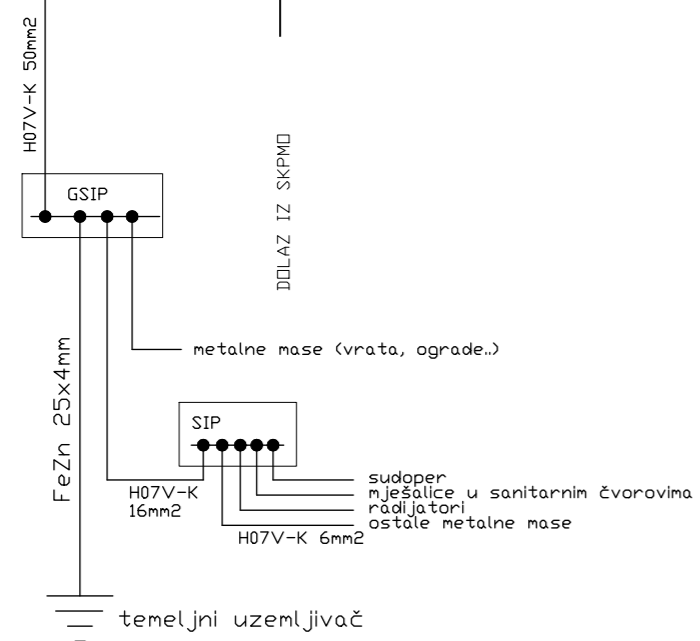 H07V-K 50mm2
GSIP
DOLAZ IZ SKPMO
metalne mase (vrata, ograde..)
FeZn 25x4mm
SIP
sudoper
mješalice u sanitarnim čvorovima
radijatori
ostale metalne mase
H07V-K
16mm2
H07V-K 6mm2
temeljni uzemljivač